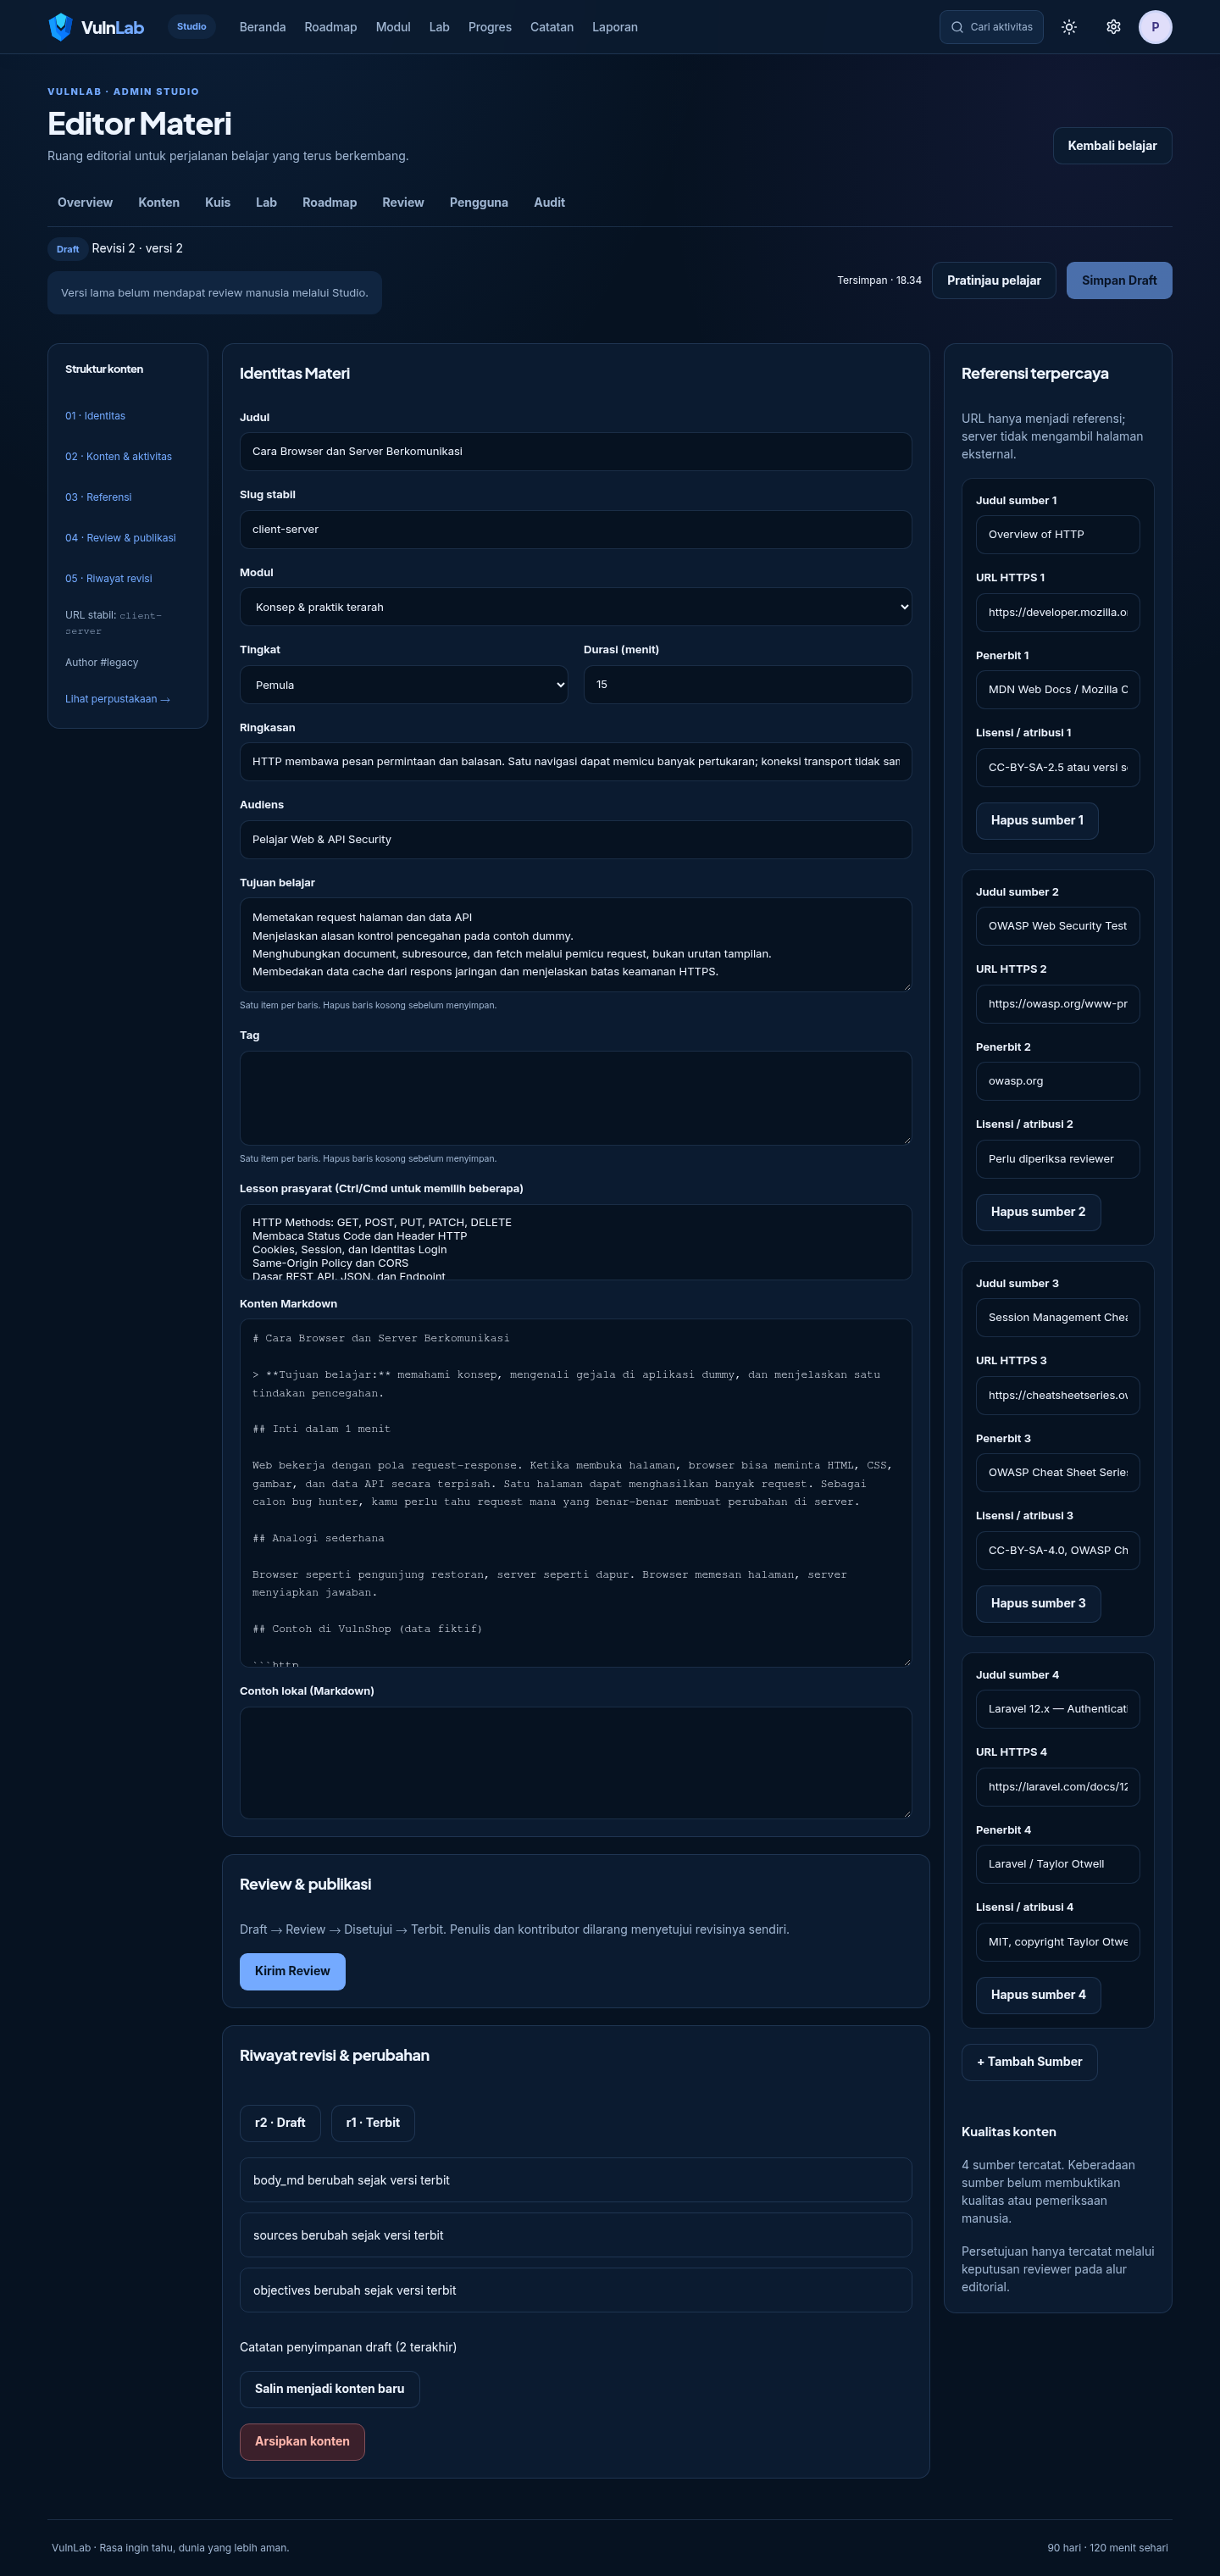 VulnLab
Studio
Beranda
Roadmap
Modul
Lab
Progres
Catatan
Laporan
Cari aktivitas
P
VULNLAB · ADMIN STUDIO
Editor Materi
Ruang editorial untuk perjalanan belajar yang terus berkembang.
Kembali belajar
Overview
Konten
Kuis
Lab
Roadmap
Review
Pengguna
Audit
Draft Revisi 2 · versi 2
Versi lama belum mendapat review manusia melalui Studio.
Tersimpan · 18.34
Pratinjau pelajar
Simpan Draft
Struktur konten
01 · Identitas
02 · Konten & aktivitas
03 · Referensi
04 · Review & publikasi
05 · Riwayat revisi
URL stabil: client-
server
Author #legacy
Lihat perpustakaan →
Identitas Materi
Judul
Cara Browser dan Server Berkomunikasi
Slug stabil
client-server
Modul
Konsep & praktik terarah
Tingkat
Pemula
Durasi (menit)
15
Ringkasan
HTTP membawa pesan permintaan dan balasan. Satu navigasi dapat memicu banyak pertukaran; koneksi transport tidak
Audiens
Pelajar Web & API Security
Tujuan belajar
Memetakan request halaman dan data API
Menjelaskan alasan kontrol pencegahan pada contoh dummy.
Menghubungkan document, subresource, dan fetch melalui pemicu request, bukan urutan tampilan.
Membedakan data cache dari respons jaringan dan menjelaskan batas keamanan HTTPS.
Satu item per baris. Hapus baris kosong sebelum menyimpan.
Tag
Satu item per baris. Hapus baris kosong sebelum menyimpan.
Lesson prasyarat (Ctrl/Cmd untuk memilih beberapa)
HTTP Methods: GET, POST, PUT, PATCH, DELETE
Membaca Status Code dan Header HTTP
Cookies, Session, dan Identitas Login
Same-Origin Policy dan CORS
Dasar REST API, JSON, dan Endpoint
Konten Markdown
# Cara Browser dan Server Berkomunikasi
> **Tujuan belajar:** memahami konsep, mengenali gejala di aplikasi dummy, dan menjelaskan satu
tindakan pencegahan.
## Inti dalam 1 menit
Web bekerja dengan pola request-response. Ketika membuka halaman, browser bisa meminta HTML, CSS,
gambar, dan data API secara terpisah. Satu halaman dapat menghasilkan banyak request. Sebagai
calon bug hunter, kamu perlu tahu request mana yang benar-benar membuat perubahan di server.
## Analogi sederhana
Browser seperti pengunjung restoran, server seperti dapur. Browser memesan halaman, server
menyiapkan jawaban.
## Contoh di VulnShop (data fiktif)
```http
Contoh lokal (Markdown)
Review & publikasi
Draft → Review → Disetujui → Terbit. Penulis dan kontributor dilarang menyetujui revisinya sendiri.
Kirim Review
Riwayat revisi & perubahan
r2 · Draft
r1 · Terbit
body_md berubah sejak versi terbit
sources berubah sejak versi terbit
objectives berubah sejak versi terbit
Catatan penyimpanan draft (2 terakhir)
Salin menjadi konten baru
Arsipkan konten
Referensi terpercaya
URL hanya menjadi referensi;
server tidak mengambil halaman
eksternal.
Judul sumber 1
Overview of HTTP
URL HTTPS 1
https://developer.mozilla.o
Penerbit 1
MDN Web Docs / Mozilla C
Lisensi / atribusi 1
CC-BY-SA-2.5 atau versi s
Hapus sumber 1
Judul sumber 2
OWASP Web Security Test
URL HTTPS 2
https://owasp.org/www-pr
Penerbit 2
owasp.org
Lisensi / atribusi 2
Perlu diperiksa reviewer
Hapus sumber 2
Judul sumber 3
Session Management Chea
URL HTTPS 3
https://cheatsheetseries.ov
Penerbit 3
OWASP Cheat Sheet Series
Lisensi / atribusi 3
CC-BY-SA-4.0, OWASP Ch
Hapus sumber 3
Judul sumber 4
Laravel 12.x — Authenticati
URL HTTPS 4
https://laravel.com/docs/12
Penerbit 4
Laravel / Taylor Otwell
Lisensi / atribusi 4
MIT, copyright Taylor Otwe
Hapus sumber 4
+ Tambah Sumber
Kualitas konten
4 sumber tercatat. Keberadaan
sumber belum membuktikan
kualitas atau pemeriksaan
manusia.
Persetujuan hanya tercatat melalui
keputusan reviewer pada alur
editorial.
VulnLab · Rasa ingin tahu, dunia yang lebih aman.
90 hari · 120 menit sehari